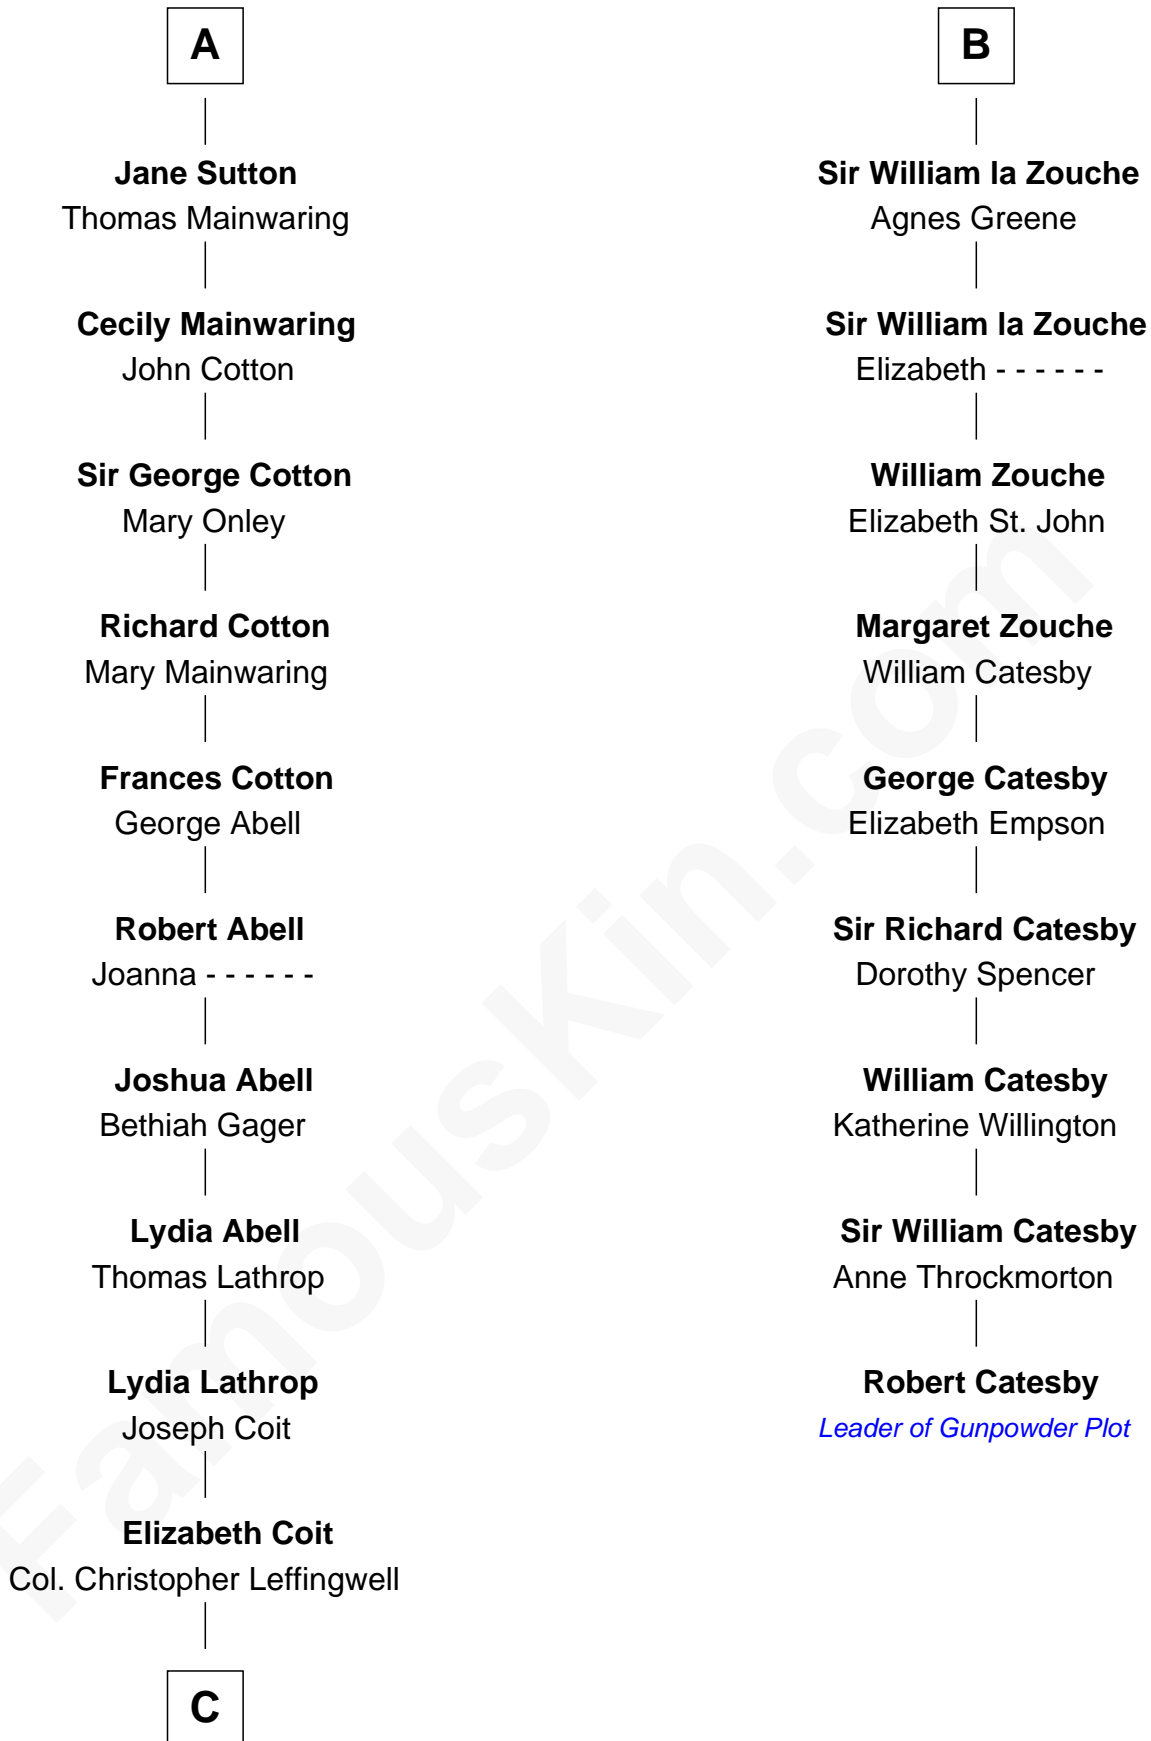 A
Jane Sutton
Thomas Mainwaring
Cecily Mainwaring
John Cotton
Sir George Cotton
Mary Onley
Richard Cotton
Mary Mainwaring
Frances Cotton
George Abell
Robert Abell
Joanna - - - - - -
Joshua Abell
Bethiah Gager
Lydia Abell
Thomas Lathrop
Lydia Lathrop
Joseph Coit
Elizabeth Coit
Col. Christopher Leffingwell
C
B
Sir William la Zouche
Agnes Greene
Sir William la Zouche
Elizabeth - - - - - -
William Zouche
Elizabeth St. John
Margaret Zouche
William Catesby
George Catesby
Elizabeth Empson
Sir Richard Catesby
Dorothy Spencer
William Catesby
Katherine Willington
Sir William Catesby
Anne Throckmorton
Robert Catesby
Leader of Gunpowder Plot
FamousKin.com